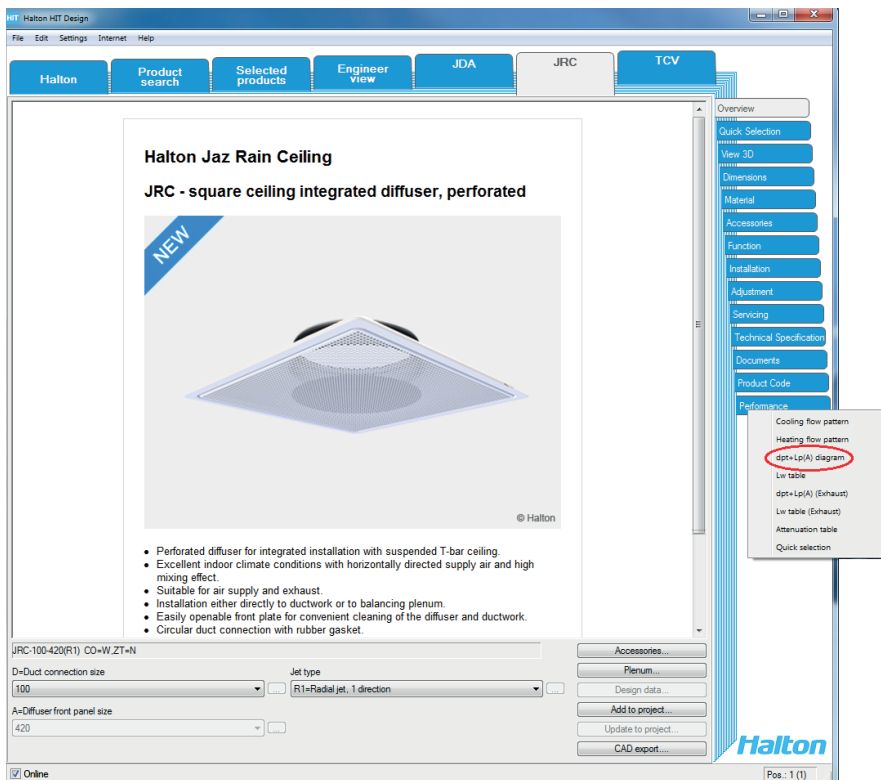 HIT Halton HIT Design
File Edit Settings Internet Help
Halton
Product search
Selected products
Engineer view
JDA
JRC
TCV
Overview
Quick Selection
View 3D
Dimensions
Material
Accessories
Function
Installation
Adjustment
Servicing
Technical Specification
Documents
Product Code
Performance
Cooling flow pattern
Heating flow pattern
dpt+Lp(A) diagram
Lw table
dpt+Lp(A) (Exhaust)
Lw table (Exhaust)
Attenuation table
Quick selection
Halton Jaz Rain Ceiling
JRC - square ceiling integrated diffuser, perforated
NEW
© Halton
• Perforated diffuser for integrated installation with suspended T-bar ceiling.
• Excellent indoor climate conditions with horizontally directed supply air and high
mixing effect.
• Suitable for air supply and exhaust.
• Installation either directly to ductwork or to balancing plenum.
• Easily openable front plate for convenient cleaning of the diffuser and ductwork.
• Circular duct connection with rubber gasket.
JRC-100-420(R1) CO=W,ZT=N
D=Duct connection size
100
...
Jet type
R1=Radial jet, 1 direction
...
A=Diffuser front panel size
420
...
Accessories...
Plenum...
Design data...
Add to project...
Update to project...
CAD export....
Halton
Online
Pos.: 1 (1)